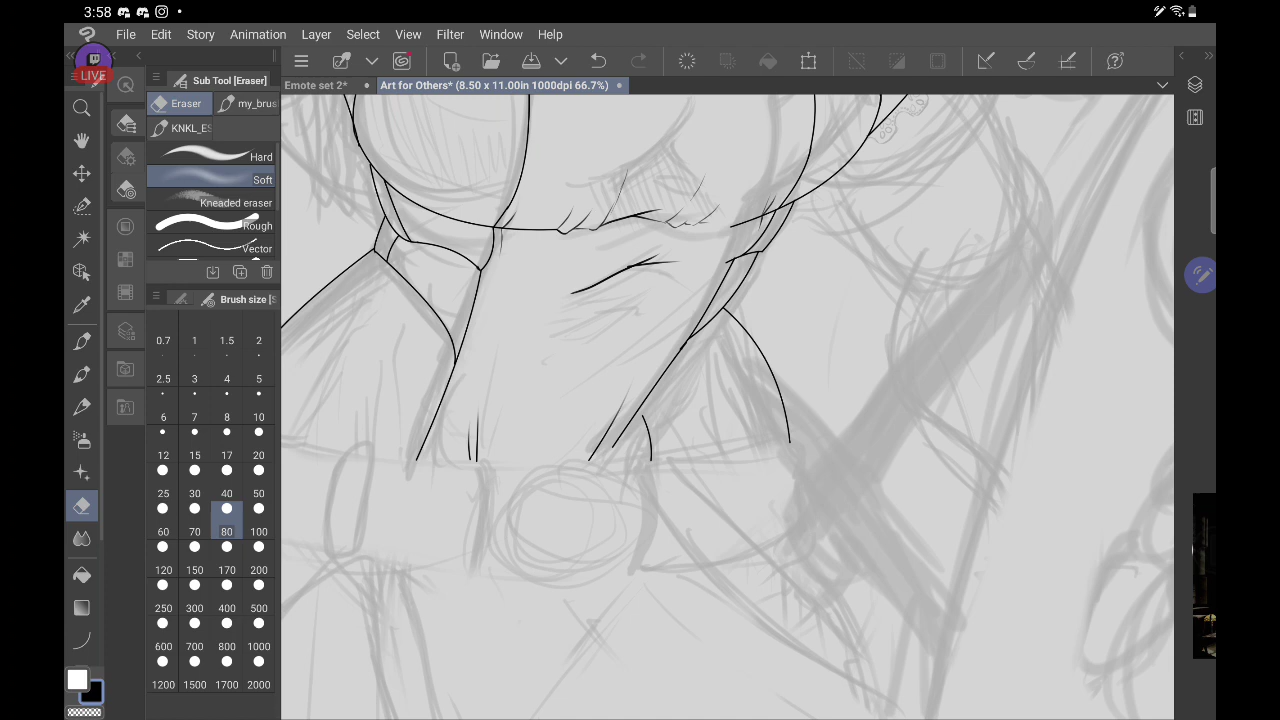 3:58
File Edit Story Animation Layer Select View Filter Window Help
LIVE
Sub Tool [Eraser]
Emote set 2*
Art for Others* (8.50 x 11.00in 1000dpi 66.7%)
Eraser my_brus
KNKL_ES
Hard
Soft
Kneaded eraser
Rough
Vector
Brush size [S
0.7 1 1.5 2
2.5 3 4 5
6 7 8 10
12 15 17 20
25 30 40 50
60 70 80 100
120 150 170 200
250 300 400 500
600 700 800 1000
1200 1500 1700 2000